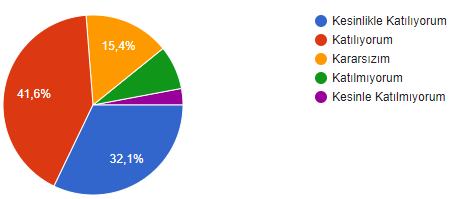 Kesinlikle Katılıyorum
Katılıyorum
Kararsızım
Katılmıyorum
Kesinle Katılmıyorum
15,4%
41,6%
32,1%